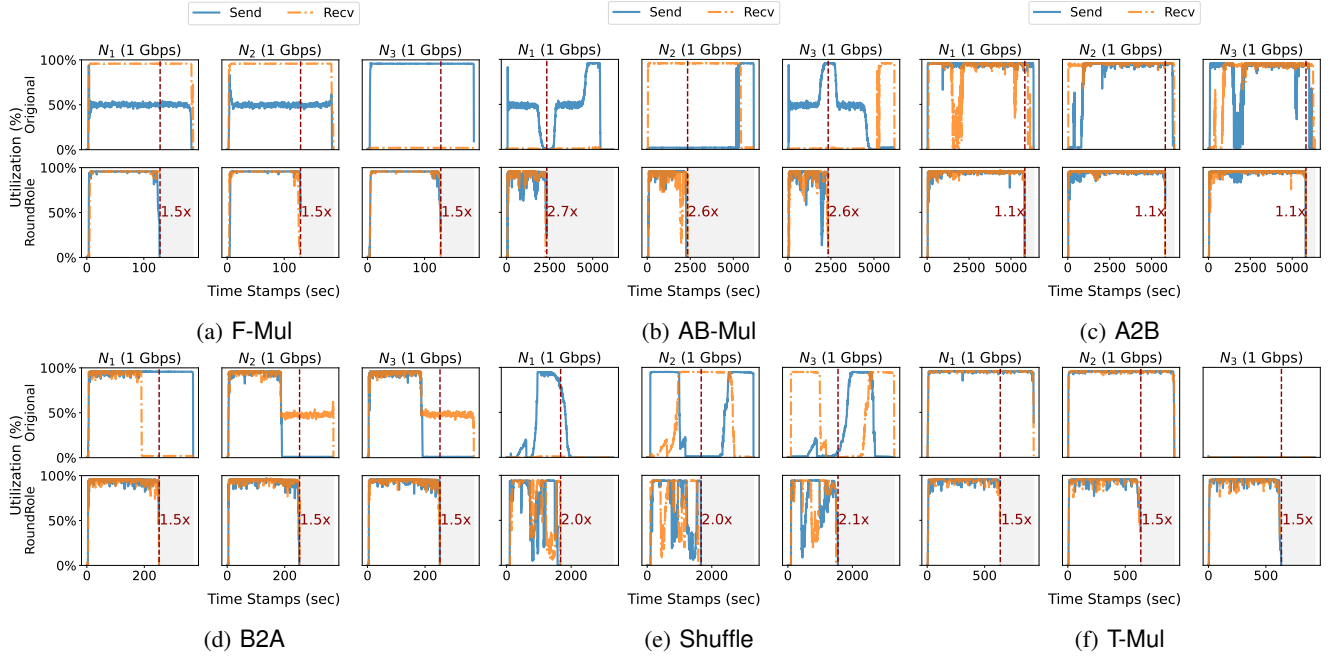 Send Recv Send Recv
N₁ (1 Gbps) N₂ (1 Gbps) N₃ (1 Gbps) N₁ (1 Gbps) N₂ (1 Gbps) N₃ (1 Gbps) N₁ (1 Gbps) N₂ (1 Gbps) N₃ (1 Gbps)
100%
50%
0%
100%
50%
0%
Utilization (%)
Origional
RoundRole
1.5x 1.5x 1.5x 2.7x 2.6x 2.6x 1.1x 1.1x 1.1x
0 100 0 100 0 100 0 2500 5000 0 2500 5000 0 2500 5000 0 2500 5000 0 2500 5000 0 2500 5000
Time Stamps (sec) Time Stamps (sec) Time Stamps (sec)
(a) F-Mul (b) AB-Mul (c) A2B
N₁ (1 Gbps) N₂ (1 Gbps) N₃ (1 Gbps) N₁ (1 Gbps) N₂ (1 Gbps) N₃ (1 Gbps) N₁ (1 Gbps) N₂ (1 Gbps) N₃ (1 Gbps)
100%
50%
0%
100%
50%
0%
Utilization (%)
Origional
RoundRole
1.5x 1.5x 1.5x 2.0x 2.0x 2.1x 1.5x 1.5x 1.5x
0 200 0 200 0 200 0 2000 0 2000 0 2000 0 500 0 500 0 500
Time Stamps (sec) Time Stamps (sec) Time Stamps (sec)
(d) B2A (e) Shuffle (f) T-Mul